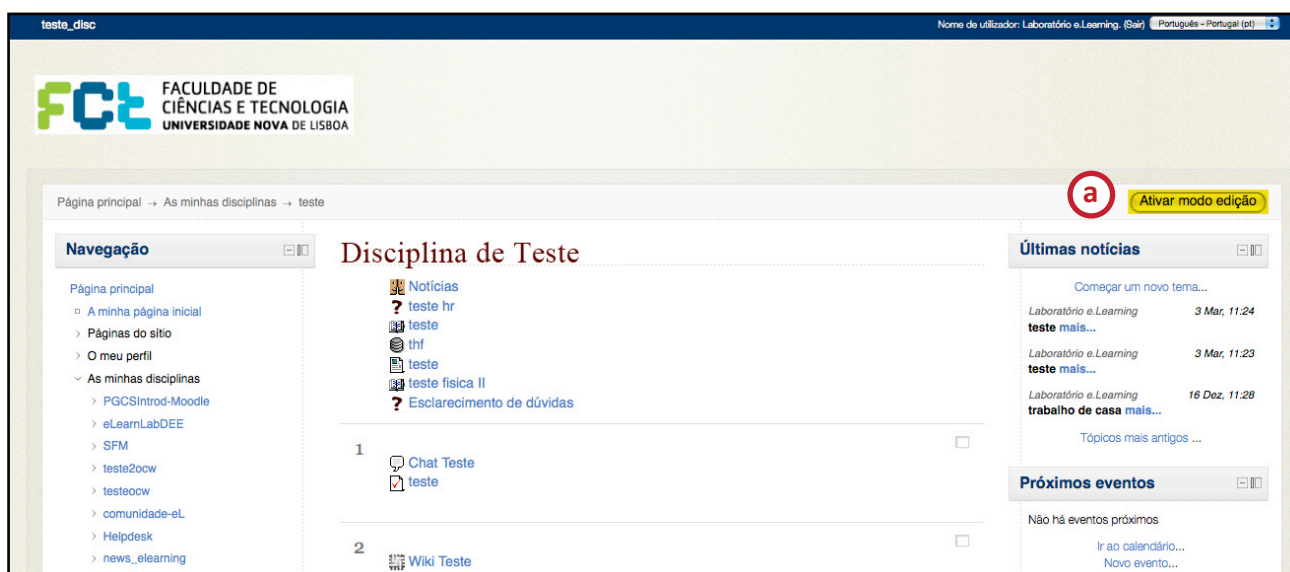 teste_disc
Nome de utilizador: Laboratório e.Learning. (Sair) Português - Portugal (pt)
fct
FACULDADE DE
CIÊNCIAS E TECNOLOGIA
UNIVERSIDADE NOVA DE LISBOA
Página principal → As minhas disciplinas → teste
a
Ativar modo edição
Navegação
Página principal
A minha página inicial
Páginas do sítio
O meu perfil
As minhas disciplinas
PGCSIntrod-Moodle
eLearnLabDEE
SFM
teste2ocw
testeocw
comunidade-eL
Helpdesk
news_elearning
Disciplina de Teste
Notícias
teste hr
teste
thf
teste
teste fisica II
Esclarecimento de dúvidas
1
Chat Teste
teste
2
Wiki Teste
Últimas notícias
Começar um novo tema...
Laboratório e.Learning 3 Mar, 11:24
teste mais...
Laboratório e.Learning 3 Mar, 11:23
teste mais...
Laboratório e.Learning 16 Dez, 11:28
trabalho de casa mais...
Tópicos mais antigos ...
Próximos eventos
Não há eventos próximos
Ir ao calendário...
Novo evento...